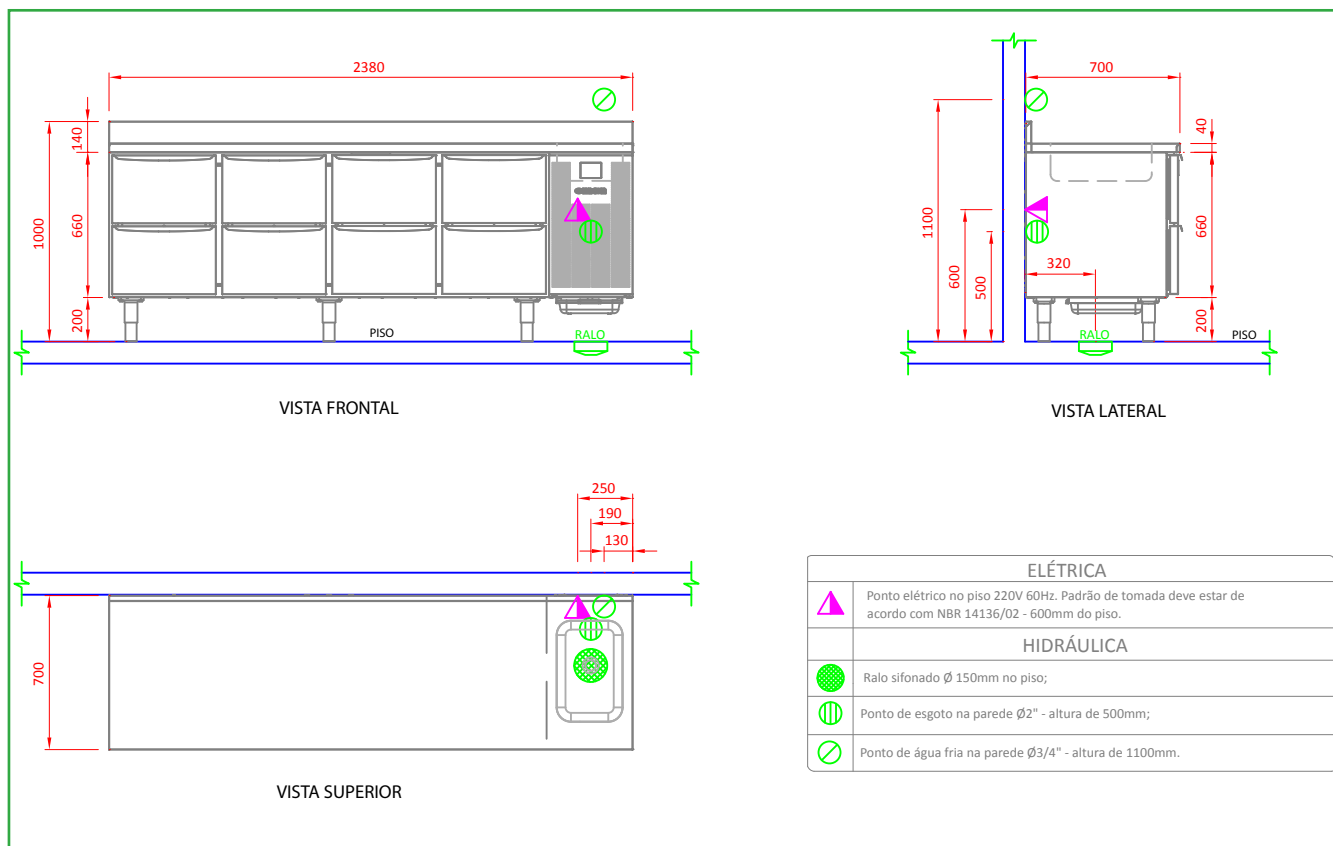 2380
140
1000
660
200
PISO
RALO
VISTA FRONTAL
700
40
1100
600
500
320
660
200
RALO
PISO
VISTA LATERAL
250
190
130
700
VISTA SUPERIOR
ELÉTRICA
Ponto elétrico no piso 220V 60Hz. Padrão de tomada deve estar de
acordo com NBR 14136/02 - 600mm do piso.
HIDRÁULICA
Ralo sifonado Ø 150mm no piso;
Ponto de esgoto na parede Ø2" - altura de 500mm;
Ponto de água fria na parede Ø3/4" - altura de 1100mm.